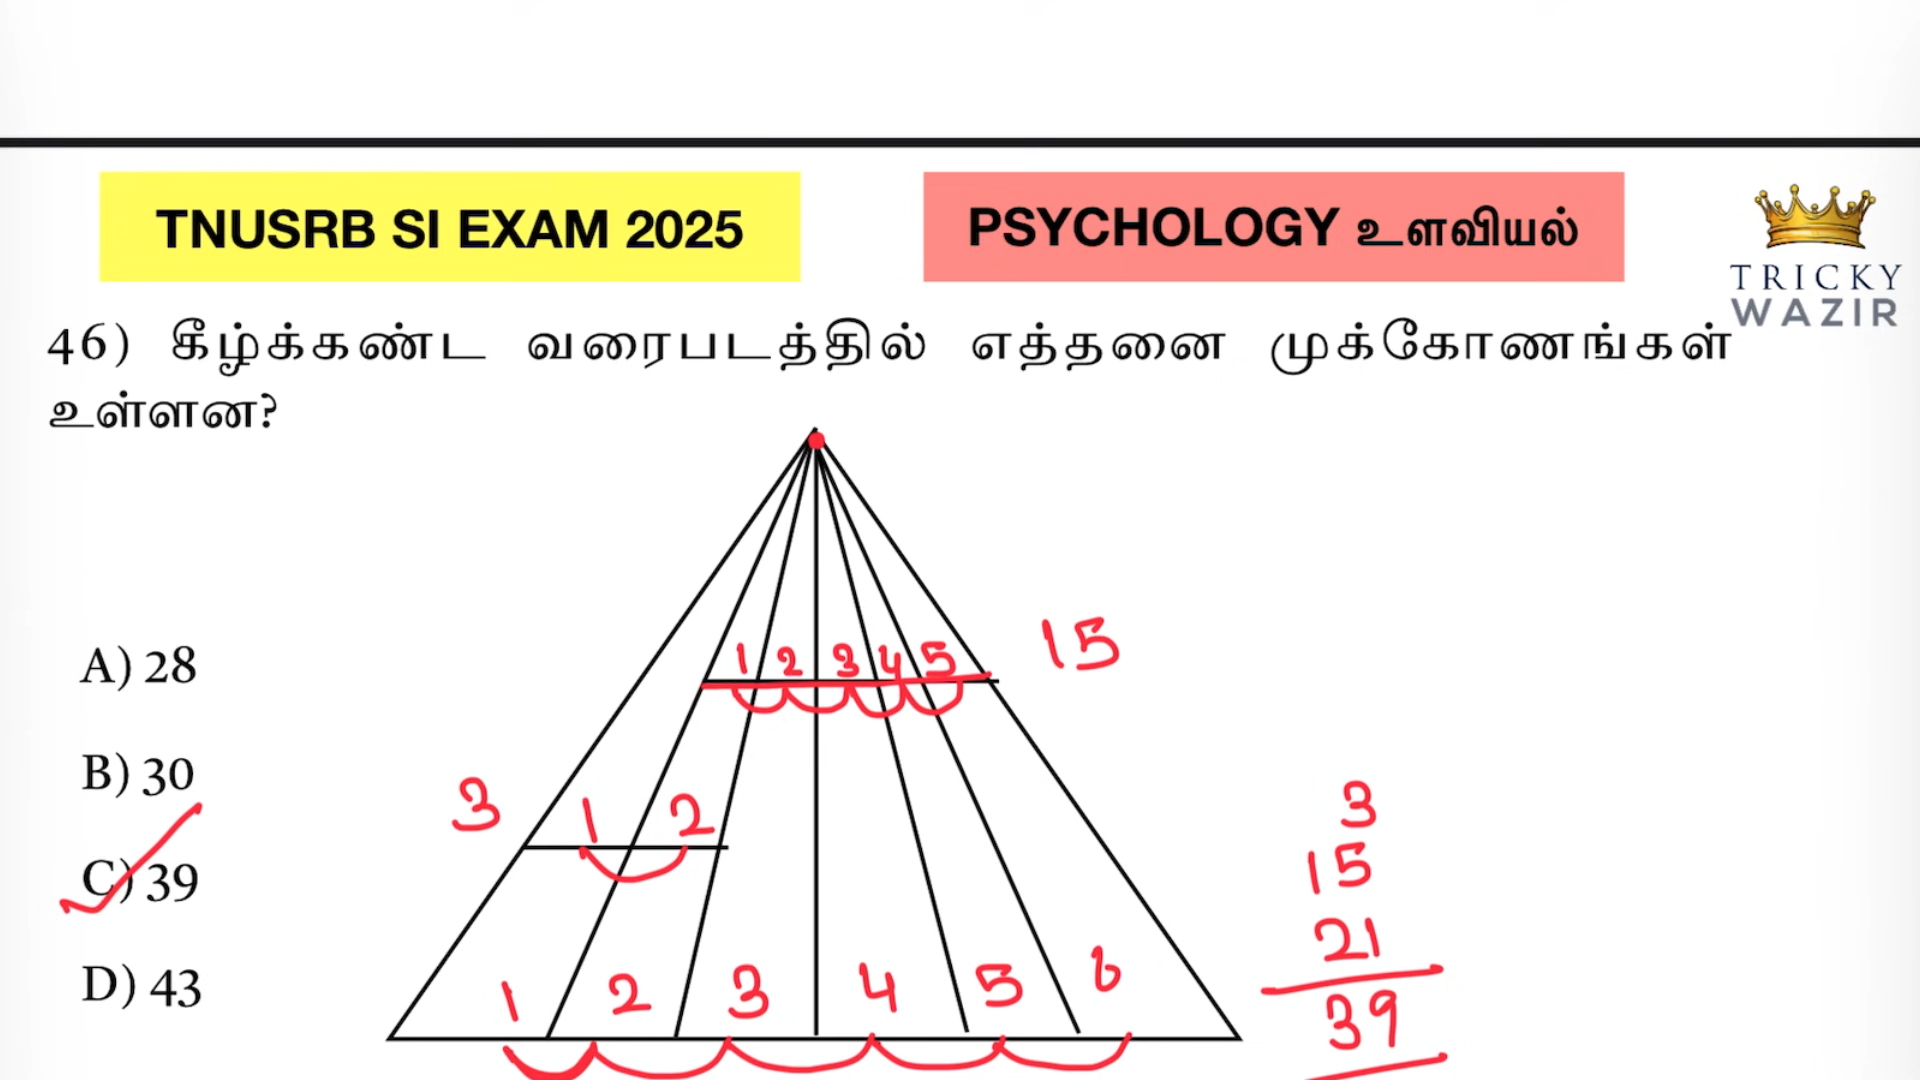 TNUSRB SI EXAM 2025
PSYCHOLOGY உளவியல்
TRICKY
WAZIR
46) கீழ்க்கண்ட வரைபடத்தில் எத்தனை முக்கோணங்கள்
உள்ளன?
1 2 3 4 5
15
A) 28
B) 30
3 1 2
3
15
C) 39
21
D) 43
1 2 3 4 5 6
39